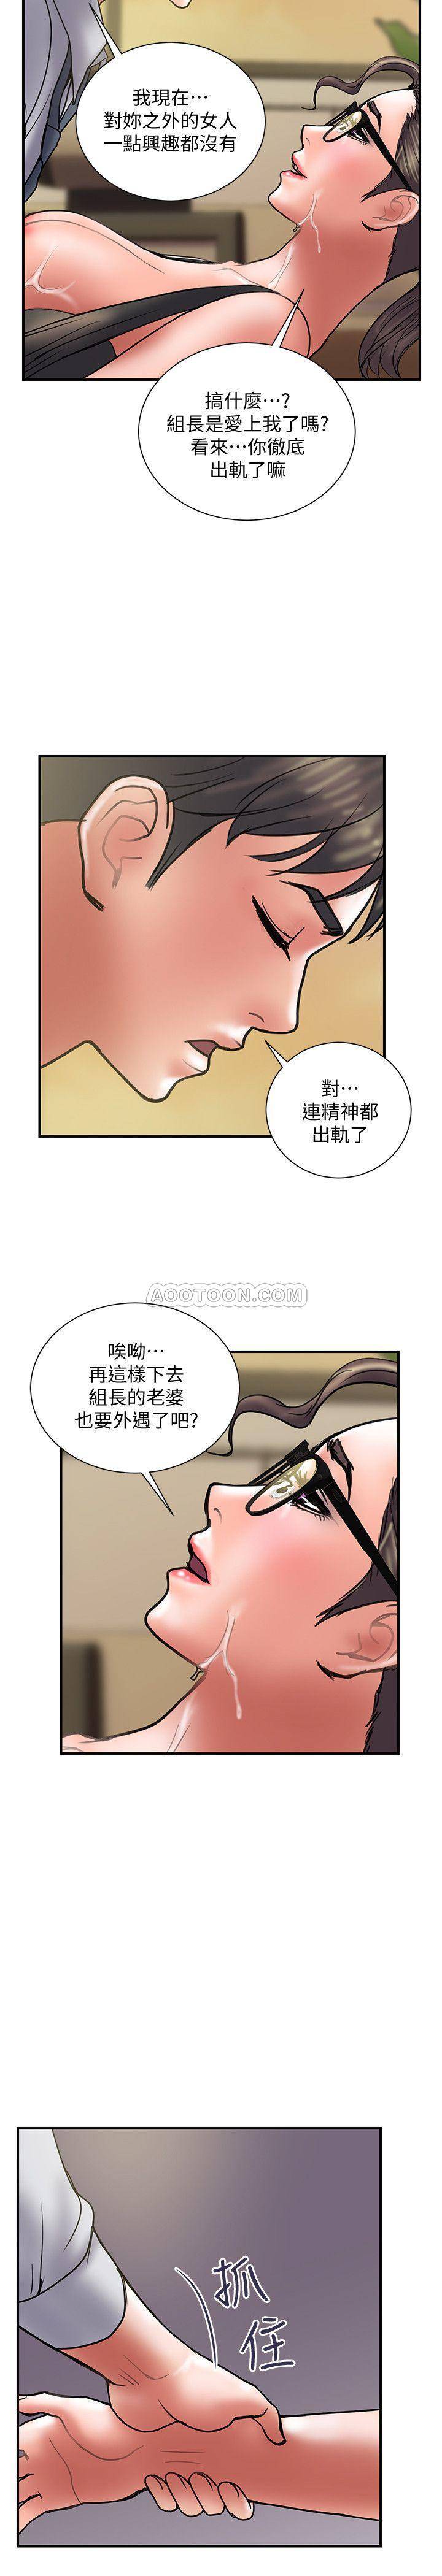 我現在⋯
對妳之外的女人
一點興趣都沒有
搞什麼⋯?
組長是愛上我了嗎?
看來⋯你徹底
出軌了嘛
對⋯
連精神都
出軌了
AOOTOON.COM
唉呦⋯
再這樣下去
組長的老婆
也要外遇了吧?
抓
住